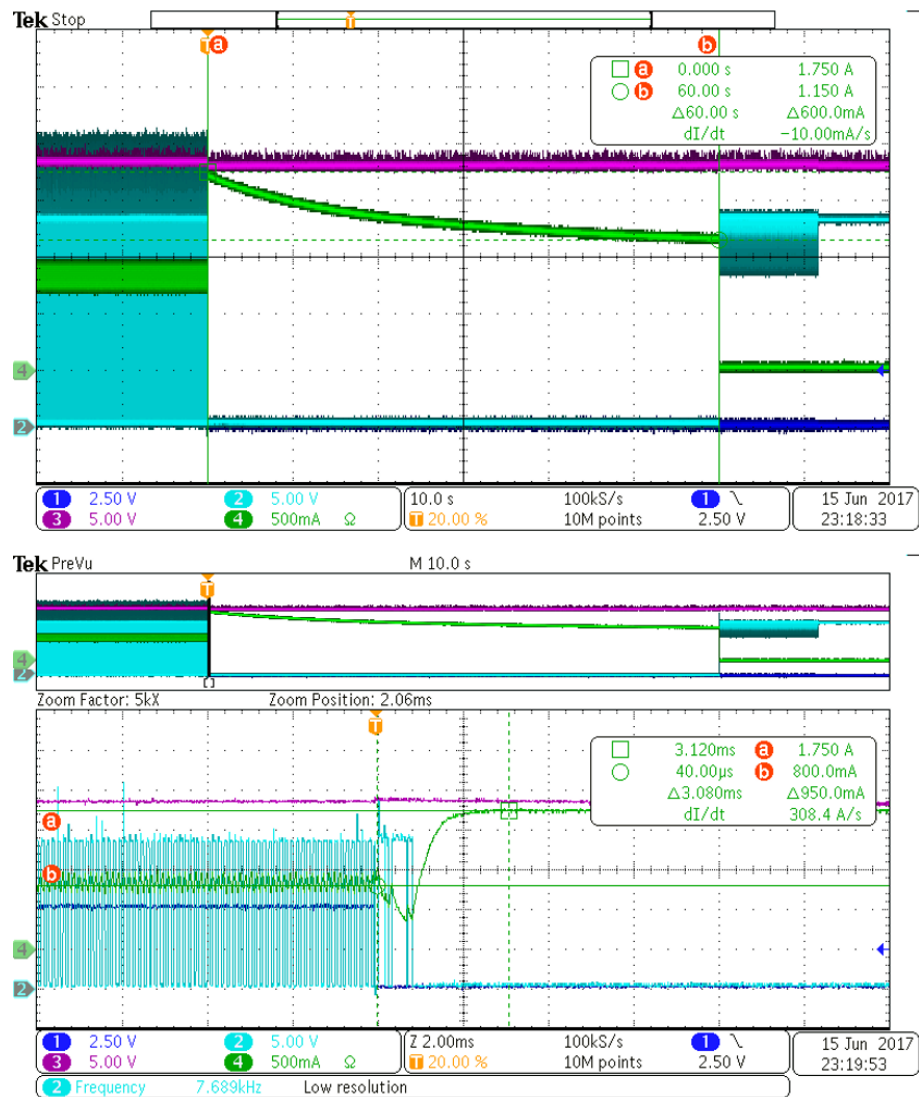 Tek Stop
T a b
a 0.000 s 1.750 A
b 60.00 s 1.150 A
Δ60.00 s Δ600.0mA
dI/dt −10.00mA/s
4
2
1 2.50 V 2 5.00 V 10.0 s 100kS/s 1 2.50 V 15 Jun 2017
3 5.00 V 4 500mA Ω T 20.00 % 10M points 23:18:33
Tek PreVu M 10.0 s
T
4
2
Zoom Factor: 5kX Zoom Position: 2.06ms
T
3.120ms a 1.750 A
40.00µs b 800.0mA
Δ3.080ms Δ950.0mA
dI/dt 308.4 A/s
a
b
4
2
1 2.50 V 2 5.00 V Z 2.00ms 100kS/s 1 2.50 V 15 Jun 2017
3 5.00 V 4 500mA Ω T 20.00 % 10M points 23:19:53
2 Frequency 7.689kHz Low resolution